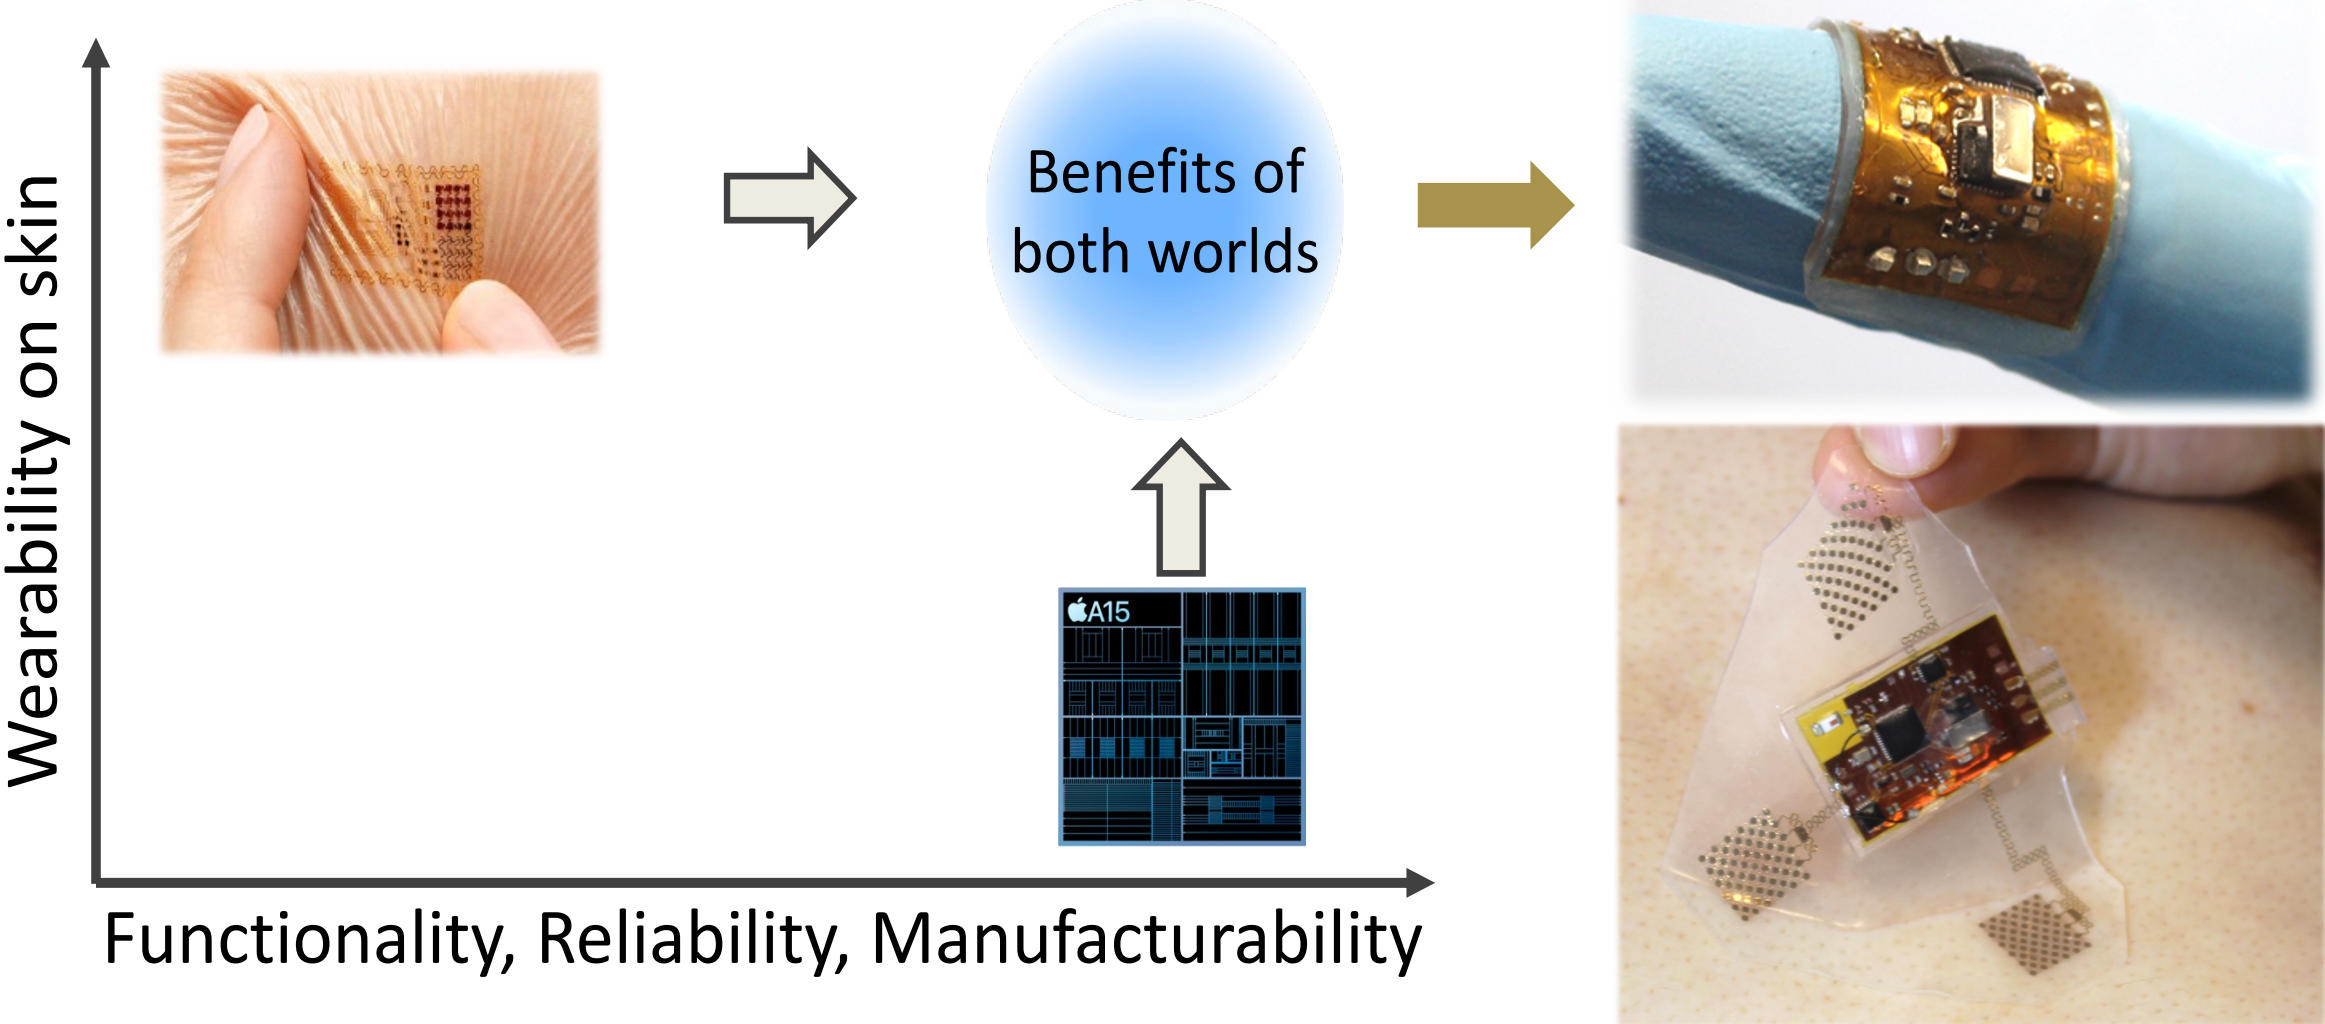 Wearability on skin
Benefits of
both worlds
A15
Functionality, Reliability, Manufacturability